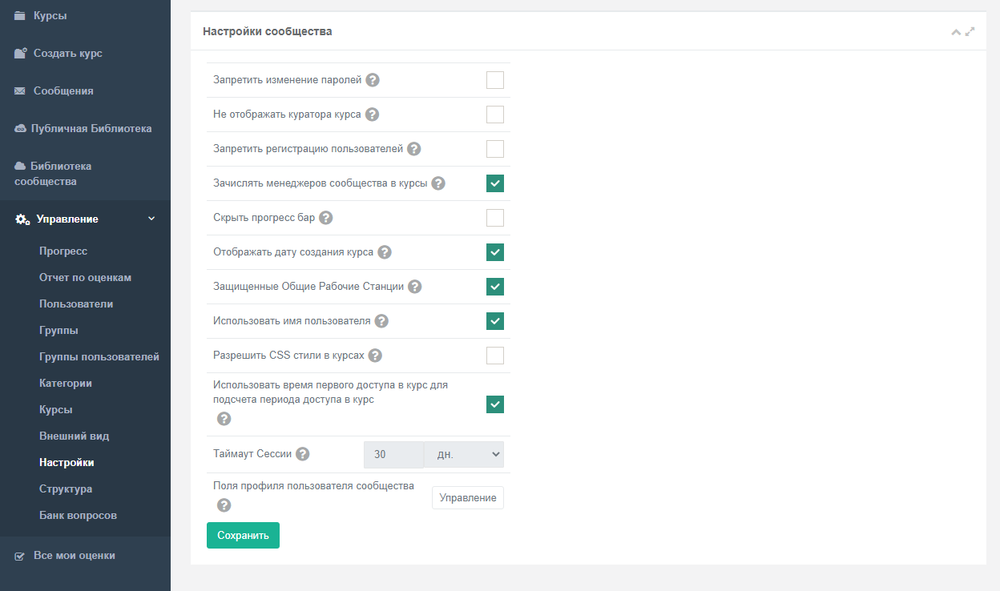 Курсы
Создать курс
Сообщения
Публичная Библиотека
Библиотека
сообщества
Управление
Прогресс
Отчет по оценкам
Пользователи
Группы
Группы пользователей
Категории
Курсы
Внешний вид
Настройки
Структура
Банк вопросов
Все мои оценки
Настройки сообщества
Запретить изменение паролей ?
Не отображать куратора курса ?
Запретить регистрацию пользователей ?
Зачислять менеджеров сообщества в курсы ?
Скрыть прогресс бар ?
Отображать дату создания курса ?
Защищенные Общие Рабочие Станции ?
Использовать имя пользователя ?
Разрешить CSS стили в курсах ?
Использовать время первого доступа в курс для
подсчета периода доступа в курс
?
Таймаут Сессии ? 30 дн.
Поля профиля пользователя сообщества
? Управление
Сохранить